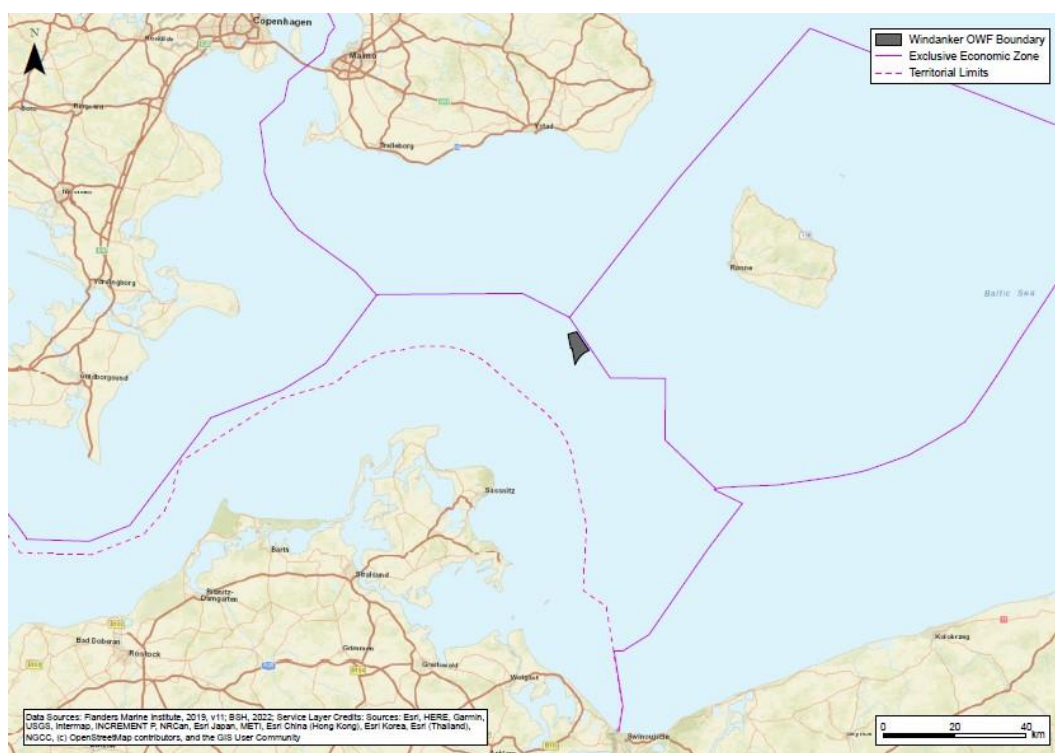 Copenhagen
N
Roskilde
Malmö
Windanker OWF Boundary
Exclusive Economic Zone
Territorial Limits
Ystad
Trelleborg
Rønne
Baltic Sea
Vordingborg
Sassnitz
Barth
Stralsund
Ribnitz-
Damgarten
Bad Doberan
Rostock
Grimmen
Greifswald
Wolgast
Kolobrzeg
Swinoujscie
Data Sources: Flanders Marine Institute, 2019, v11; BSH, 2022; Service Layer Credits: Sources: Esri, HERE, Garmin,
USGS, Intermap, INCREMENT P, NRCan, Esri Japan, METI, Esri China (Hong Kong), Esri Korea, Esri (Thailand),
NGCC, (c) OpenStreetMap contributors, and the GIS User Community
0 20 40
km